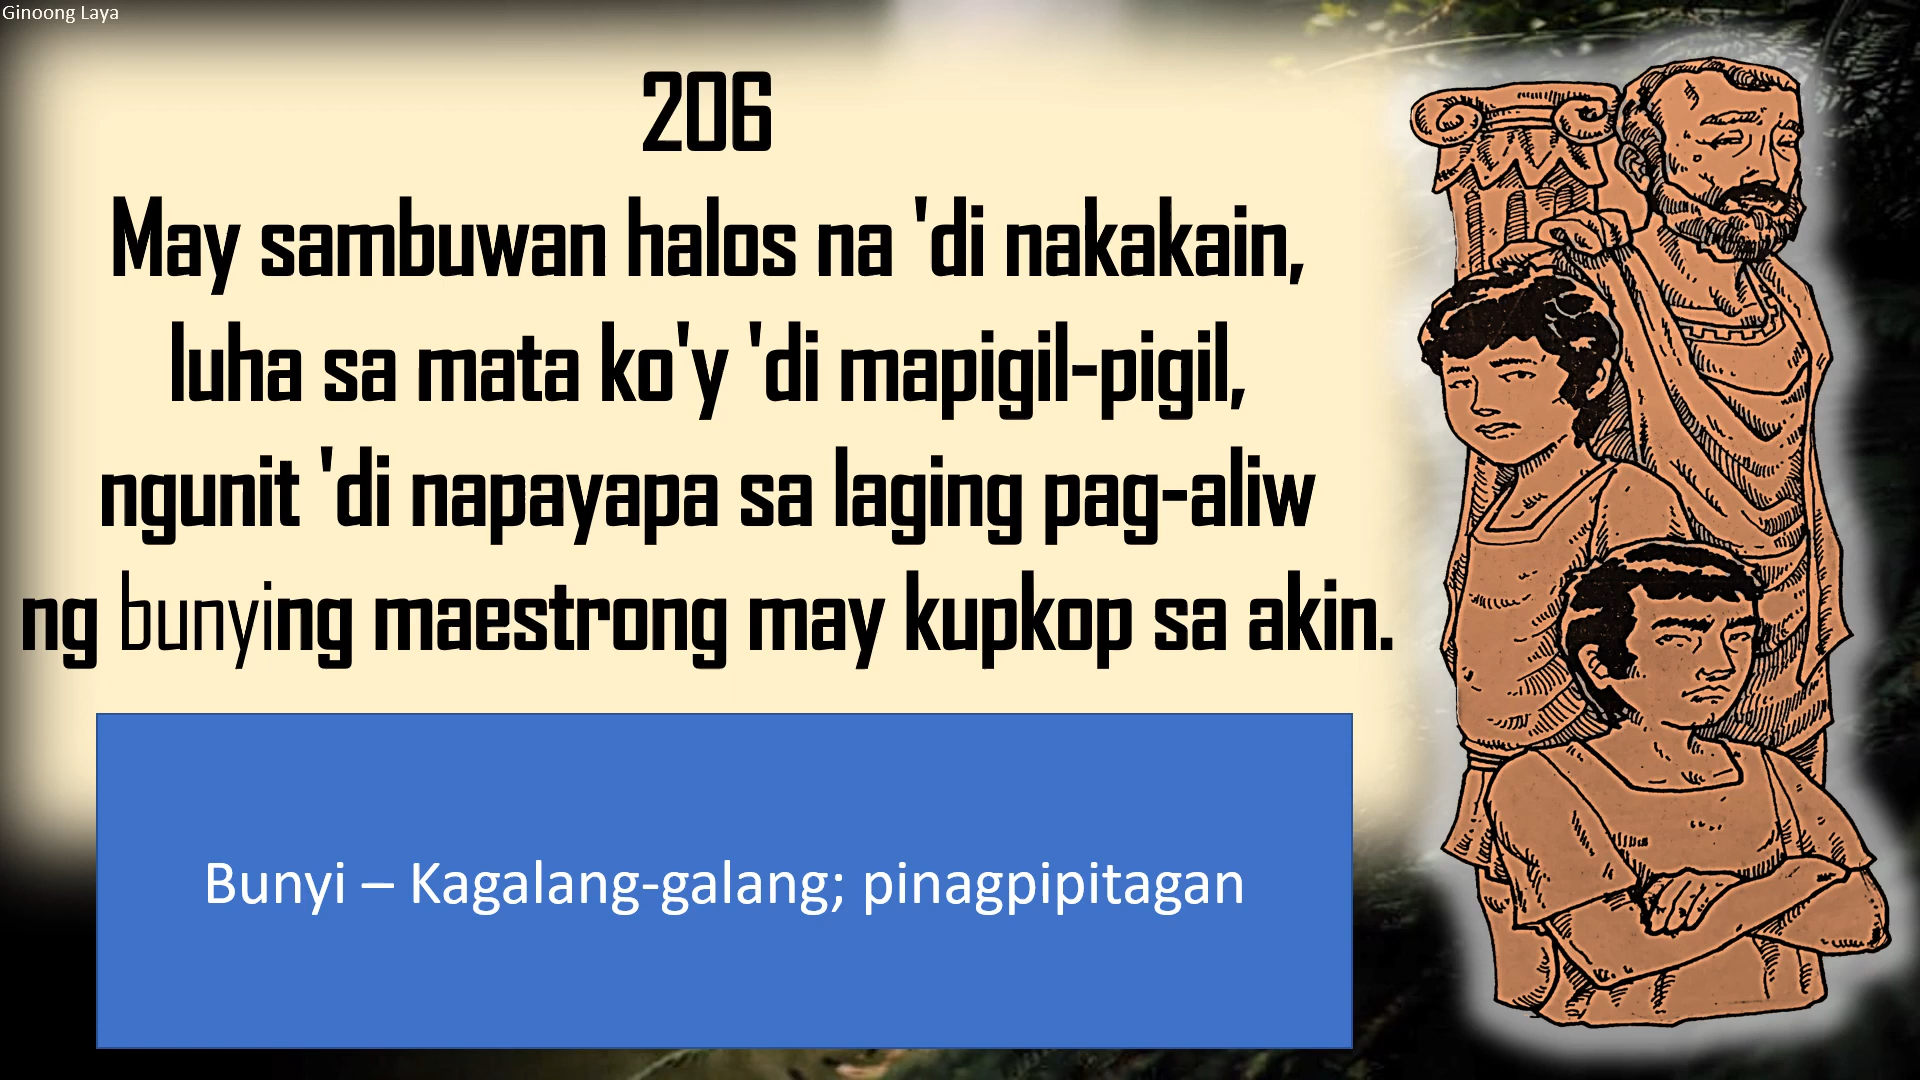 Ginoong Laya
206
May sambuwan halos na 'di nakakain,
luha sa mata ko'y 'di mapigil-pigil,
ngunit 'di napayapa sa laging pag-aliw
ng bunying maestrong may kupkop sa akin.
Bunyi – Kagalang-galang; pinagpipitagan